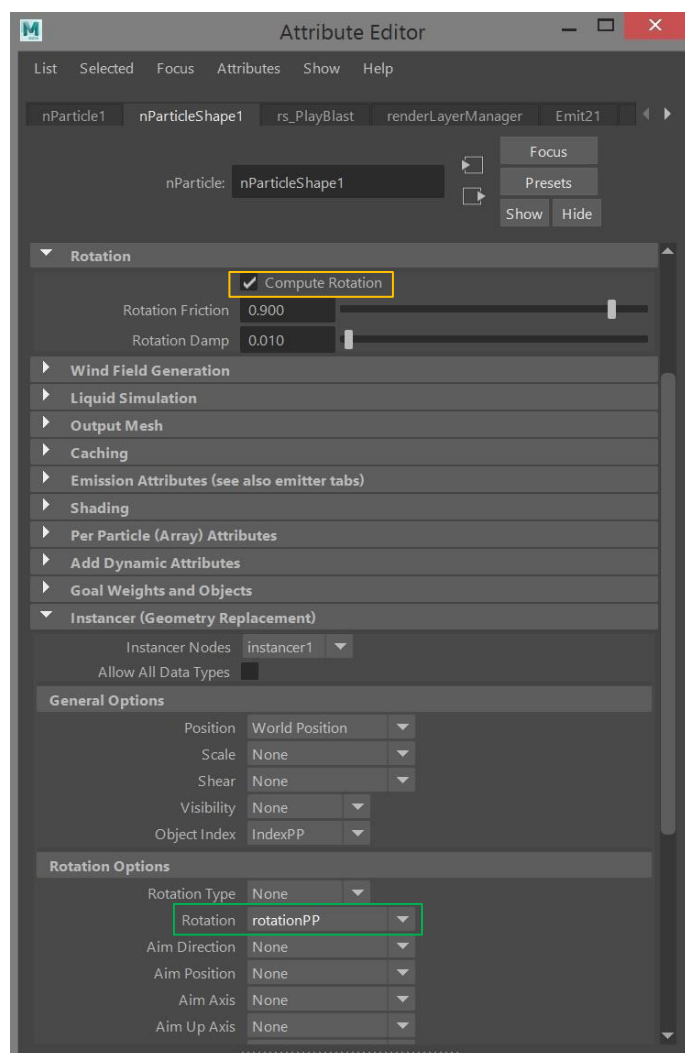 Attribute Editor
List Selected Focus Attributes Show Help
nParticle1 nParticleShape1 rs_PlayBlast renderLayerManager Emit21
Focus
nParticle: nParticleShape1
Presets
Show Hide
Rotation
Compute Rotation
Rotation Friction 0.900
Rotation Damp 0.010
Wind Field Generation
Liquid Simulation
Output Mesh
Caching
Emission Attributes (see also emitter tabs)
Shading
Per Particle (Array) Attributes
Add Dynamic Attributes
Goal Weights and Objects
Instancer (Geometry Replacement)
Instancer Nodes instancer1
Allow All Data Types
General Options
Position World Position
Scale None
Shear None
Visibility None
Object Index IndexPP
Rotation Options
Rotation Type None
Rotation rotationPP
Aim Direction None
Aim Position None
Aim Axis None
Aim Up Axis None